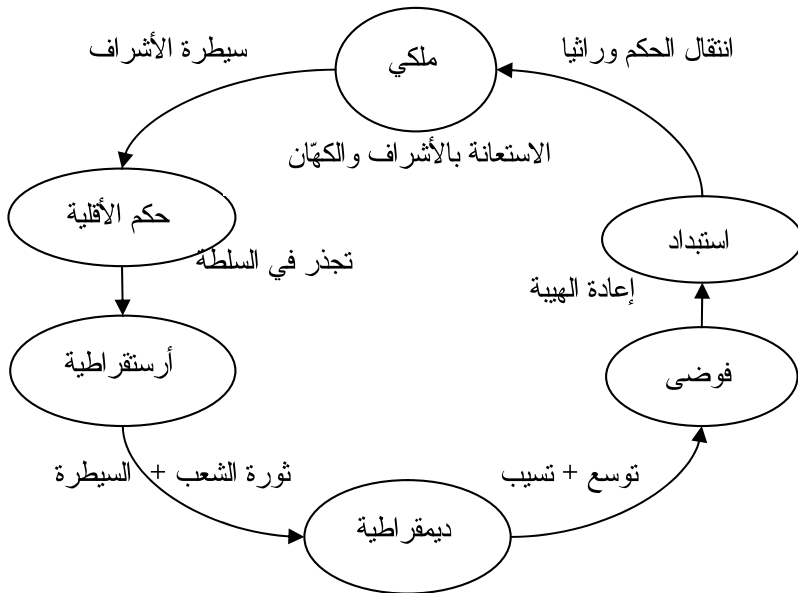 ملكي
انتقال الحكم وراثيا
سيطرة الأشراف
الاستعانة بالأشراف والكهّان
حكم الأقلية
استبداد
تجذر في السلطة
إعادة الهيبة
أرستقراطية
فوضى
ثورة الشعب + السيطرة
توسع + تسيب
ديمقراطية